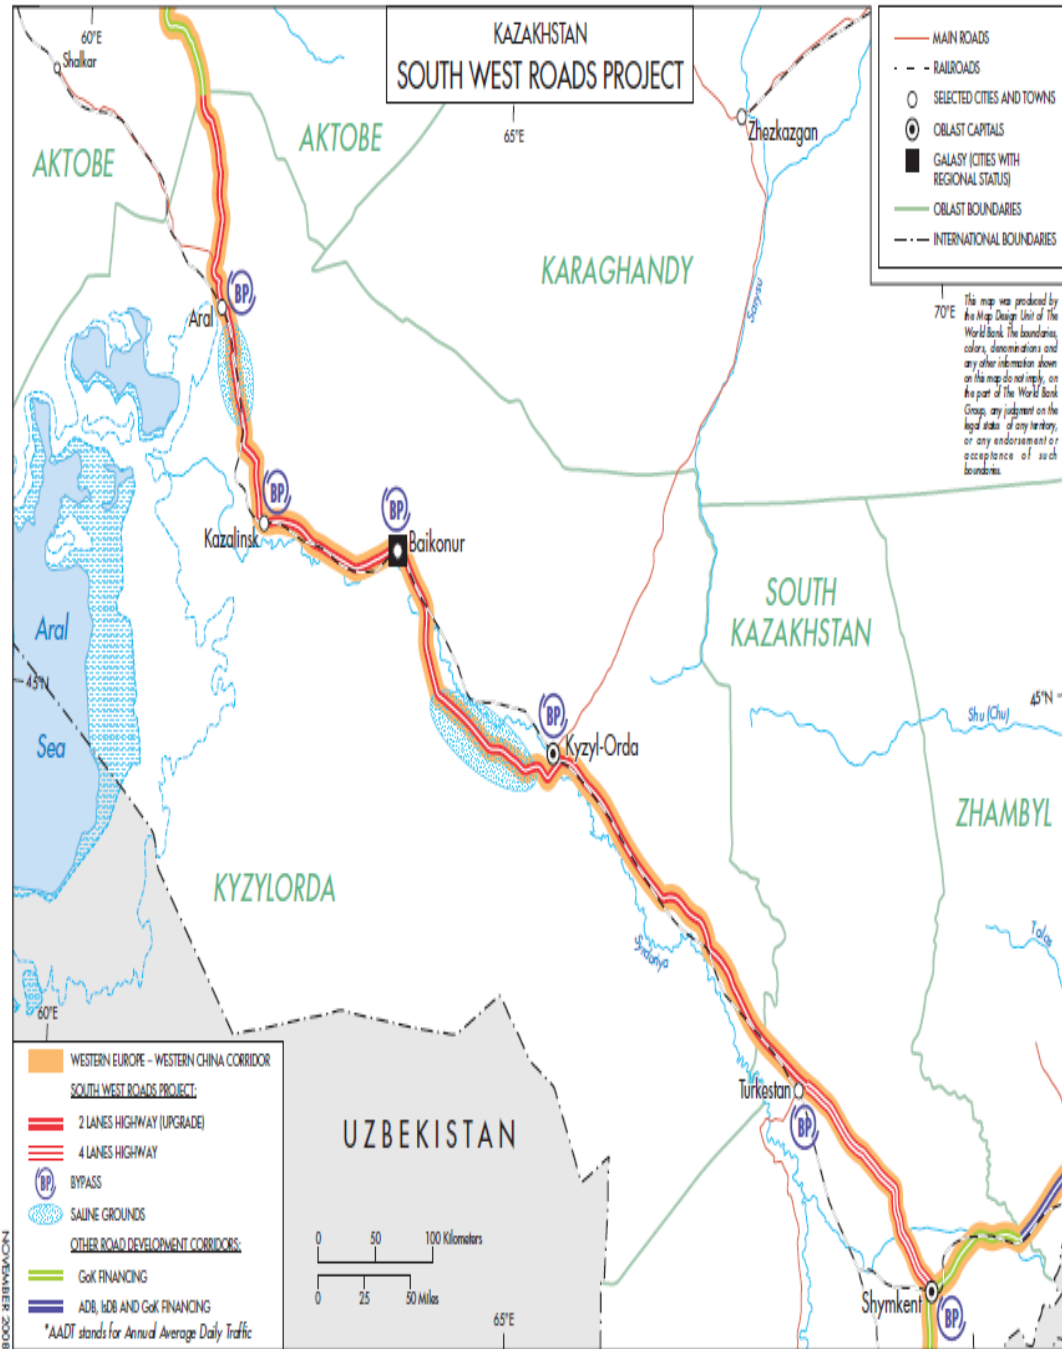 KAZAKHSTAN
SOUTH WEST ROADS PROJECT
MAIN ROADS
RAILROADS
SELECTED CITIES AND TOWNS
OBLAST CAPITALS
GALASY (CITIES WITH
REGIONAL STATUS)
OBLAST BOUNDARIES
INTERNATIONAL BOUNDARIES
This map was produced by
the Map Design Unit of The
World Bank. The boundaries,
colors, denominations and
any other information shown
on this map do not imply, on
the part of The World Bank
Group, any judgment on the
legal status of any territory,
or any endorsement or
acceptance of such
boundaries.
60°E
65°E
70°E
Shalkar
Zhezkazgan
AKTOBE
AKTOBE
KARAGHANDY
Sarysu
BP
Aral
BP
Kazalinsk
BP
Baikonur
SOUTH
KAZAKHSTAN
Aral
Sea
45°N
45°N
Shu (Chu)
BP
Kyzyl-Orda
ZHAMBYL
KYZYLORDA
Syrdariya
Talas
60°E
Turkestan
BP
UZBEKISTAN
Shymkent
BP
65°E
WESTERN EUROPE – WESTERN CHINA CORRIDOR
SOUTH WEST ROADS PROJECT:
2 LANES HIGHWAY (UPGRADE)
4 LANES HIGHWAY
BP
BYPASS
SALINE GROUNDS
OTHER ROAD DEVELOPMENT CORRIDORS:
GoK FINANCING
ADB, IsDB AND GoK FINANCING
*AADT stands for Annual Average Daily Traffic
0 50 100 Kilometers
0 25 50 Miles
NOVEMBER 2008